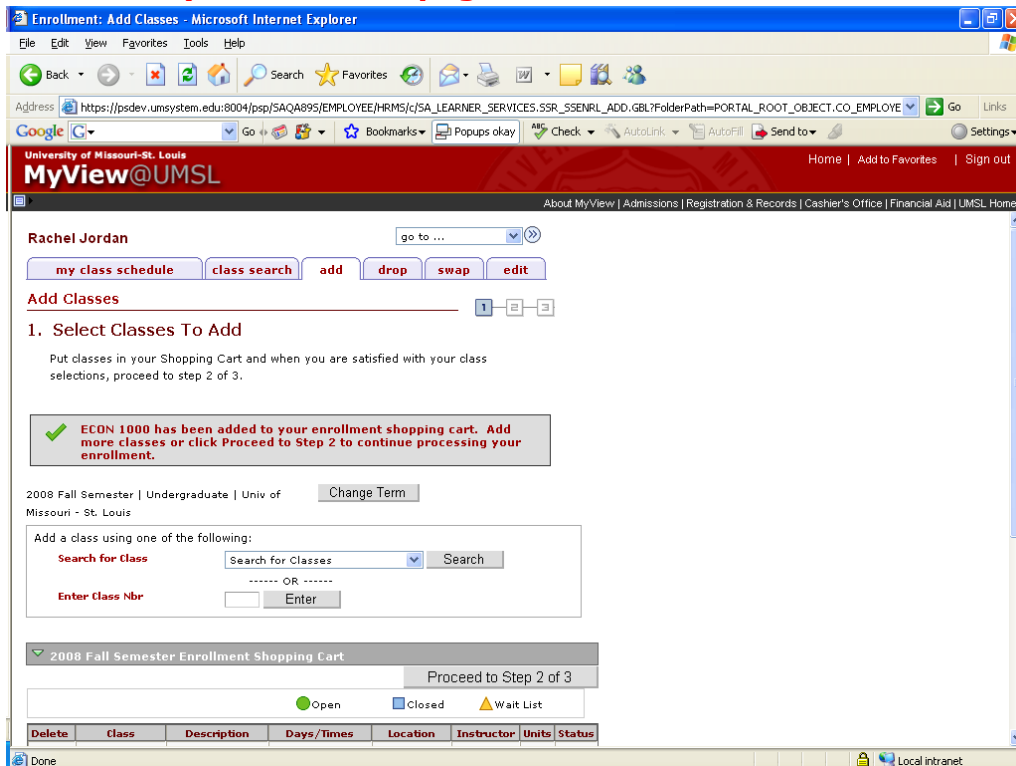 Enrollment: Add Classes - Microsoft Internet Explorer
File Edit View Favorites Tools Help
Back Search Favorites
Address https://psdev.umsystem.edu:8004/psp/SAQA895/EMPLOYEE/HRMS/c/SA_LEARNER_SERVICES.SSR_SSENRL_ADD.GBL?FolderPath=PORTAL_ROOT_OBJECT.CO_EMPLOYE Go Links
Google G Go Bookmarks Popups okay ABC Check AutoLink AutoFill Send to Settings
University of Missouri-St. Louis
MyView@UMSL
Home | Add to Favorites | Sign out
About MyView | Admissions | Registration & Records | Cashier's Office | Financial Aid | UMSL Home
Rachel Jordan go to ...
my class schedule class search add drop swap edit
Add Classes 1 2 3
1. Select Classes To Add
Put classes in your Shopping Cart and when you are satisfied with your class
selections, proceed to step 2 of 3.
ECON 1000 has been added to your enrollment shopping cart. Add
more classes or click Proceed to Step 2 to continue processing your
enrollment.
2008 Fall Semester | Undergraduate | Univ of
Missouri - St. Louis
Change Term
Add a class using one of the following:
Search for Class Search for Classes Search
------ OR ------
Enter Class Nbr Enter
2008 Fall Semester Enrollment Shopping Cart
Proceed to Step 2 of 3
Open Closed Wait List
Delete Class Description Days/Times Location Instructor Units Status
Done Local intranet